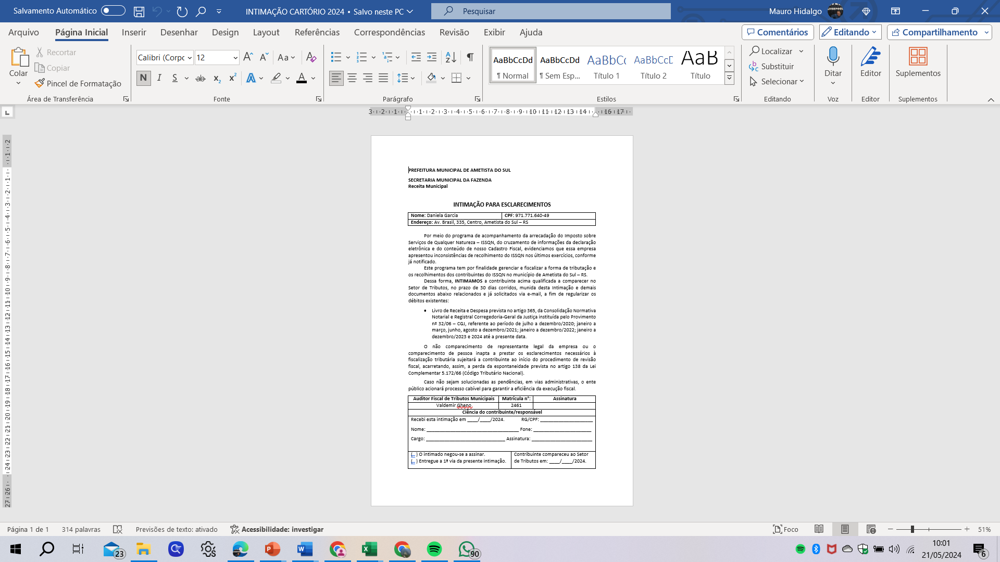 Salvamento Automático
INTIMAÇÃO CARTÓRIO 2024 • Salvo neste PC
Pesquisar
Mauro Hidalgo
Arquivo Página Inicial Inserir Desenhar Design Layout Referências Correspondências Revisão Exibir Ajuda
Comentários Editando Compartilhamento
Colar
Recortar
Copiar
Pincel de Formatação
Área de Transferência
Calibri (Corpo 12
Fonte
Parágrafo
AaBbCcDd AaBbCcDd AaBbCc AaBbCcD AaB
¶ Normal ¶ Sem Esp... Título 1 Título 2 Título
Estilos
Localizar
Substituir
Selecionar
Editando
Ditar
Voz
Editor
Editor
Suplementos
Suplementos
PREFEITURA MUNICIPAL DE AMETISTA DO SUL
SECRETARIA MUNICIPAL DA FAZENDA
Receita Municipal
INTIMAÇÃO PARA ESCLARECIMENTOS
Nome: Daniela Garcia CPF: 971.771.640-49
Endereço: Av. Brasil, 335, Centro, Ametista do Sul – RS
Por meio do programa de acompanhamento da arrecadação do Imposto sobre
Serviços de Qualquer Natureza – ISSQN, do cruzamento de informações da declaração
eletrônica e do conteúdo de nosso Cadastro Fiscal, evidenciamos que essa empresa
apresentou inconsistências de recolhimento do ISSQN nos últimos exercícios, conforme
já notificado.
Este programa tem por finalidade gerenciar e fiscalizar a forma de tributação e
os recolhimentos dos contribuintes do ISSQN no município de Ametista do Sul – RS.
Dessa forma, INTIMAMOS a contribuinte acima qualificada a comparecer no
Setor de Tributos, no prazo de 30 dias corridos, munida desta Intimação e demais
documentos abaixo relacionados e já solicitados via e-mail, a fim de regularizar os
débitos existentes:
• Livro de Receita e Despesa prevista no artigo 365, da Consolidação Normativa
Notarial e Registral Corregedoria-Geral da Justiça instituída pelo Provimento
nº 32/06 – CGJ, referente ao período de julho a dezembro/2020; janeiro a
março, junho, agosto a dezembro/2021; janeiro a dezembro/2022; janeiro a
dezembro/2023 e 2024 até a presente data.
O não comparecimento de representante legal da empresa ou o
comparecimento de pessoa inapta a prestar os esclarecimentos necessários à
fiscalização tributária sujeitará a contribuinte ao início do procedimento de revisão
fiscal, acarretando, assim, a perda da espontaneidade prevista no artigo 138 da Lei
Complementar 5.172/66 (Código Tributário Nacional).
Caso não sejam solucionadas as pendências, em vias administrativas, o ente
público acionará processo cabível para garantir a eficiência da execução fiscal.
Auditor Fiscal de Tributos Municipais Matrícula n°: Assinatura
Valdemir Gheno 2461
Ciência do contribuinte/responsável
Recebi esta intimação em ____/____/2024. RG/CPF: ____________________
Nome: ___________________________________ Fone: ______________________
Cargo: ______________________________ Assinatura: _______________________
( ) O intimado negou-se a assinar.
( ) Entregue a 1ª via da presente intimação.
Contribuinte compareceu ao Setor
de Tributos em: ____/____/2024.
Página 1 de 1 314 palavras Previsões de texto: ativado Acessibilidade: investigar
Foco 51%
23
90
10:01
21/05/2024
6